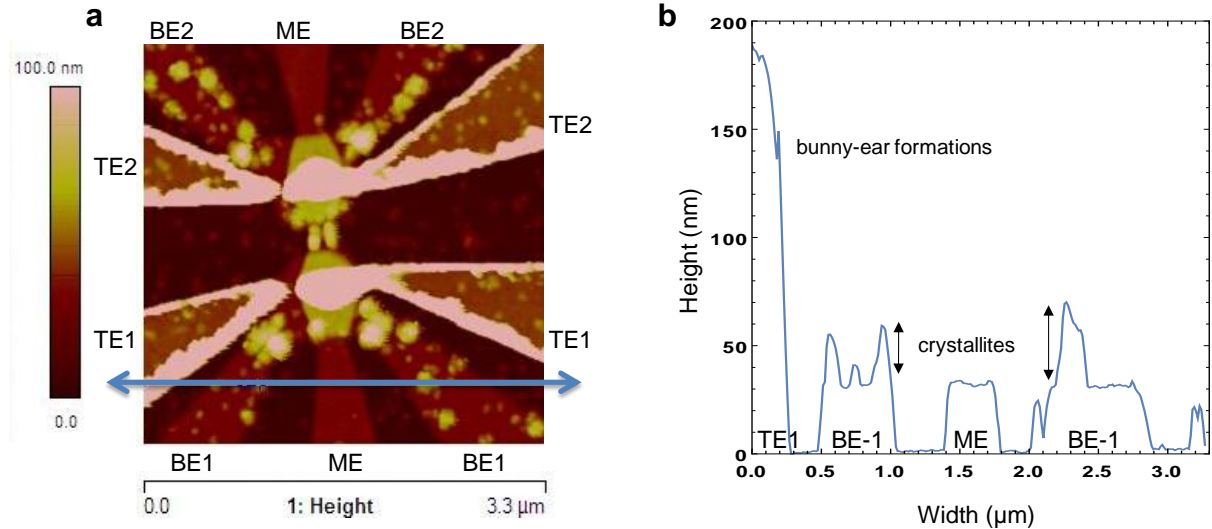 a
BE2 ME BE2
100.0 nm
TE2
TE2
TE1
TE1
0.0
BE1 ME BE1
0.0 1: Height 3.3 µm
b
200
150
100
50
0
Height (nm)
bunny-ear formations
crystallites
TE1 BE-1 ME BE-1
0.0 0.5 1.0 1.5 2.0 2.5 3.0
Width (µm)